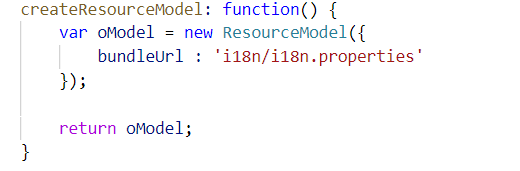 createResourceModel: function() {
    var oModel = new ResourceModel({
        bundleUrl : 'i18n/i18n.properties'
    });
    return oModel;
}